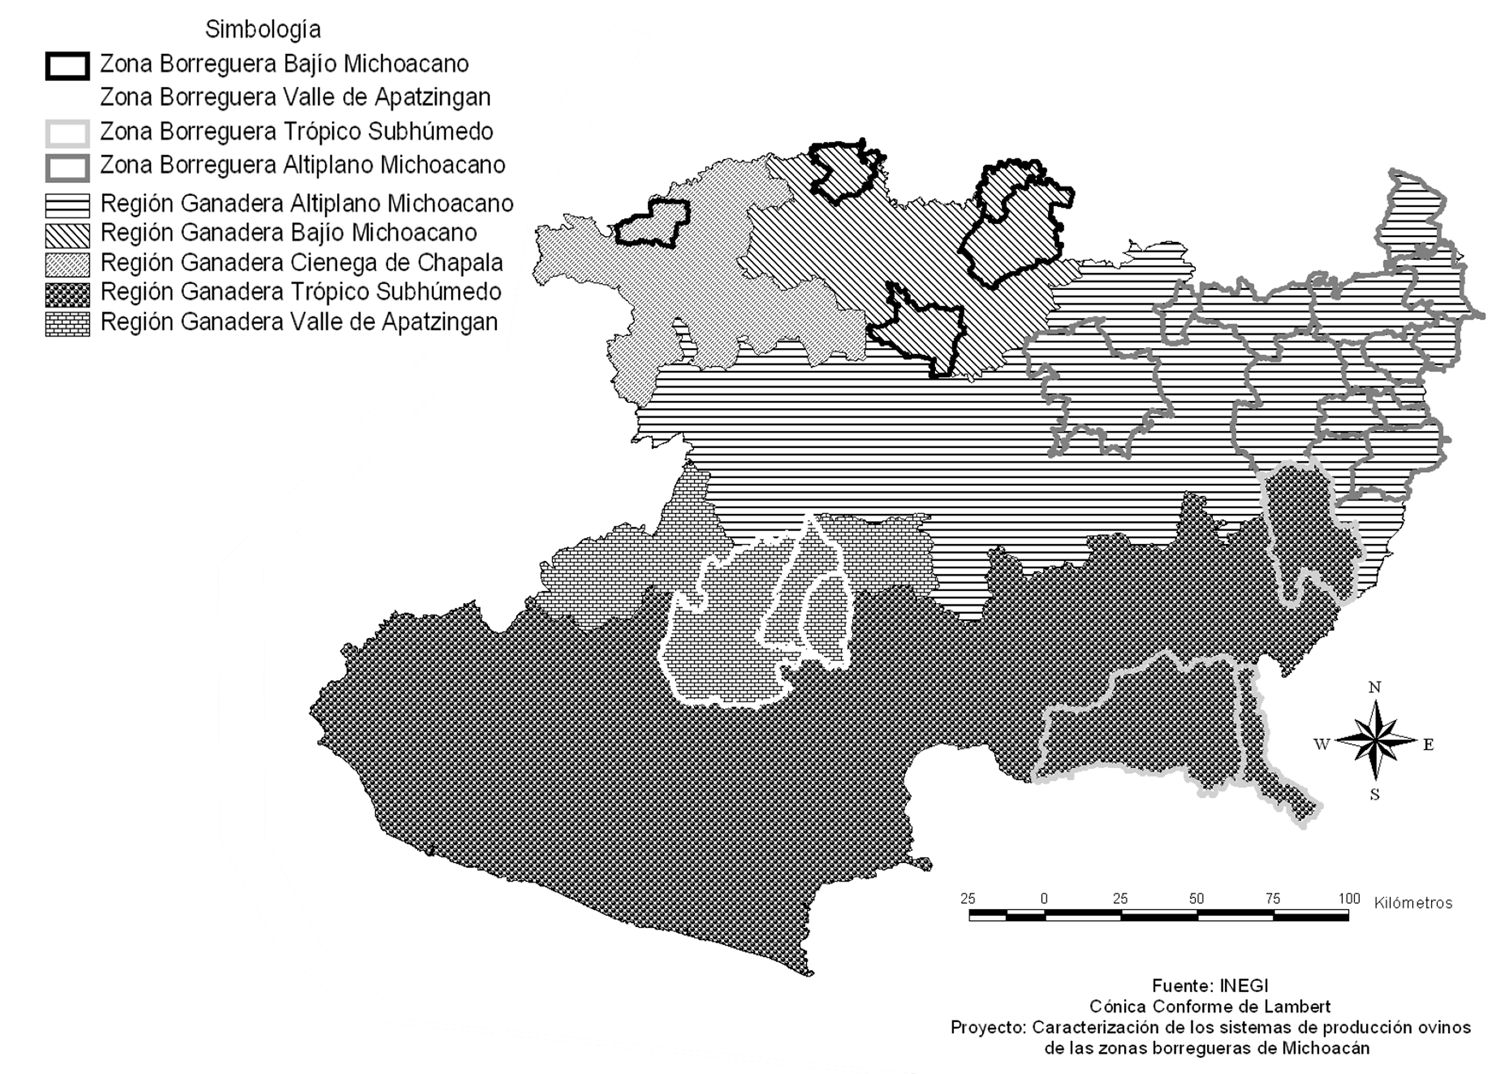 Simbología
Zona Borreguera Bajío Michoacano
Zona Borreguera Valle de Apatzingan
Zona Borreguera Trópico Subhúmedo
Zona Borreguera Altiplano Michoacano
Región Ganadera Altiplano Michoacano
Región Ganadera Bajío Michoacano
Región Ganadera Cienega de Chapala
Región Ganadera Trópico Subhúmedo
Región Ganadera Valle de Apatzingan
N
W E
S
25 0 25 50 75 100 Kilómetros
Fuente: INEGI
Cónica Conforme de Lambert
Proyecto: Caracterización de los sistemas de producción ovinos
de las zonas borregueras de Michoacán